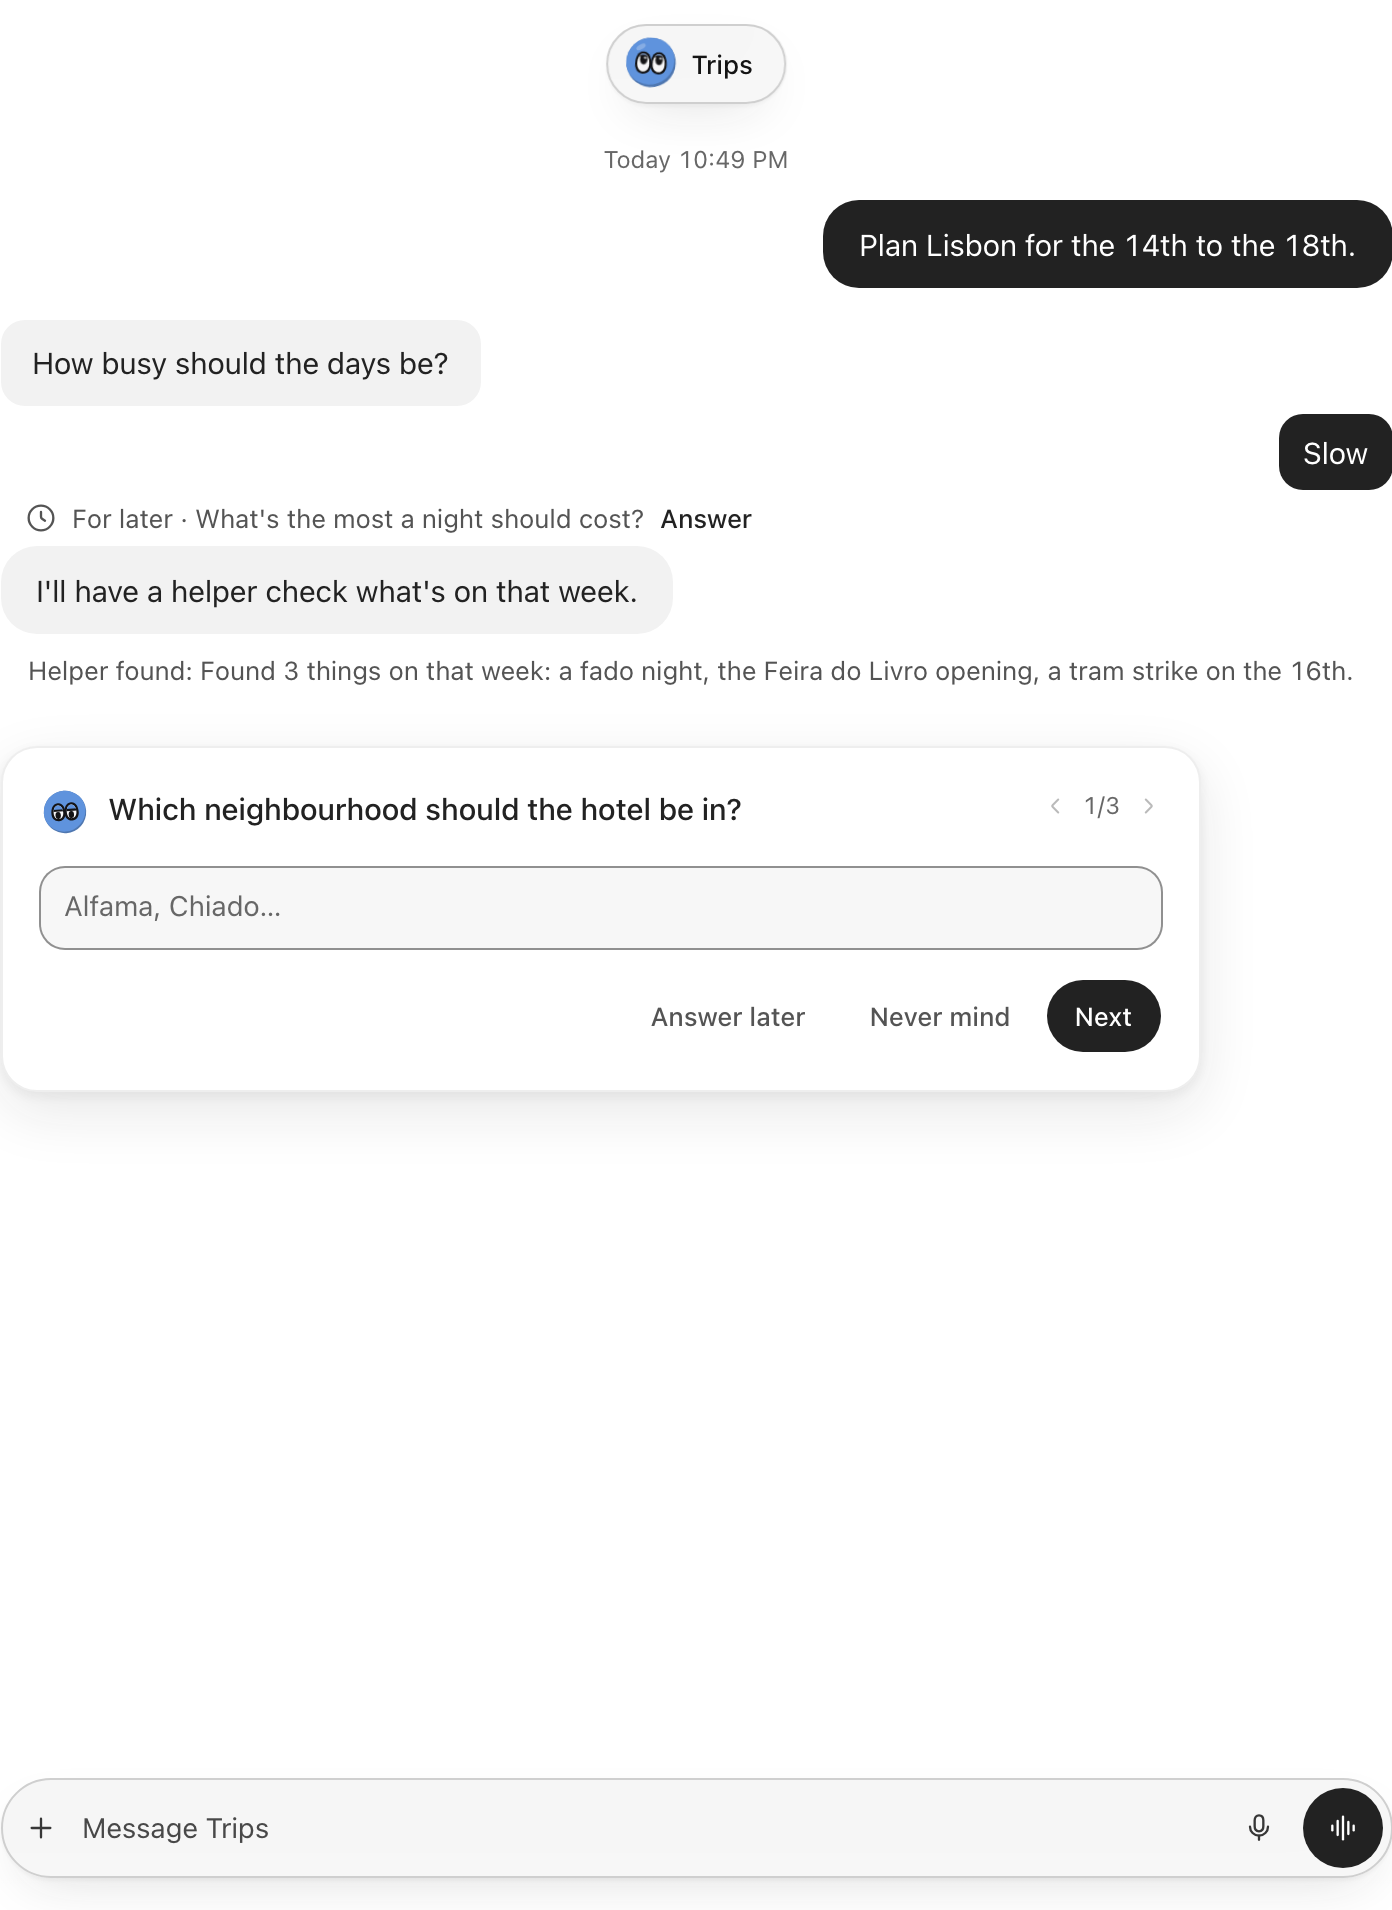 Trips
Today 10:49 PM
Plan Lisbon for the 14th to the 18th.
How busy should the days be?
Slow
For later · What's the most a night should cost? Answer
I'll have a helper check what's on that week.
Helper found: Found 3 things on that week: a fado night, the Feira do Livro opening, a tram strike on the 16th.
Which neighbourhood should the hotel be in?
1/3
Alfama, Chiado...
Answer later
Never mind
Next
Message Trips